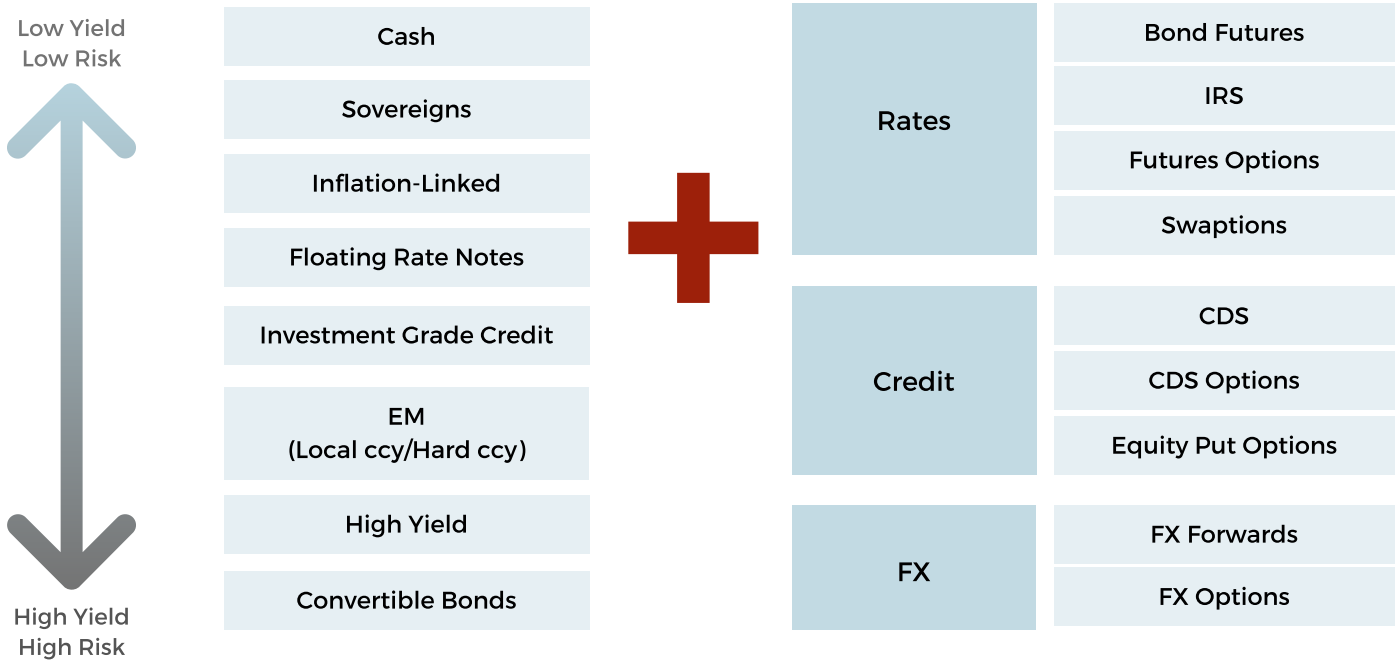 Low Yield
Low Risk
Cash
Sovereigns
Inflation-Linked
Floating Rate Notes
Investment Grade Credit
EM
(Local ccy/Hard ccy)
High Yield
Convertible Bonds
High Yield
High Risk
Rates
Bond Futures
IRS
Futures Options
Swaptions
Credit
CDS
CDS Options
Equity Put Options
FX
FX Forwards
FX Options